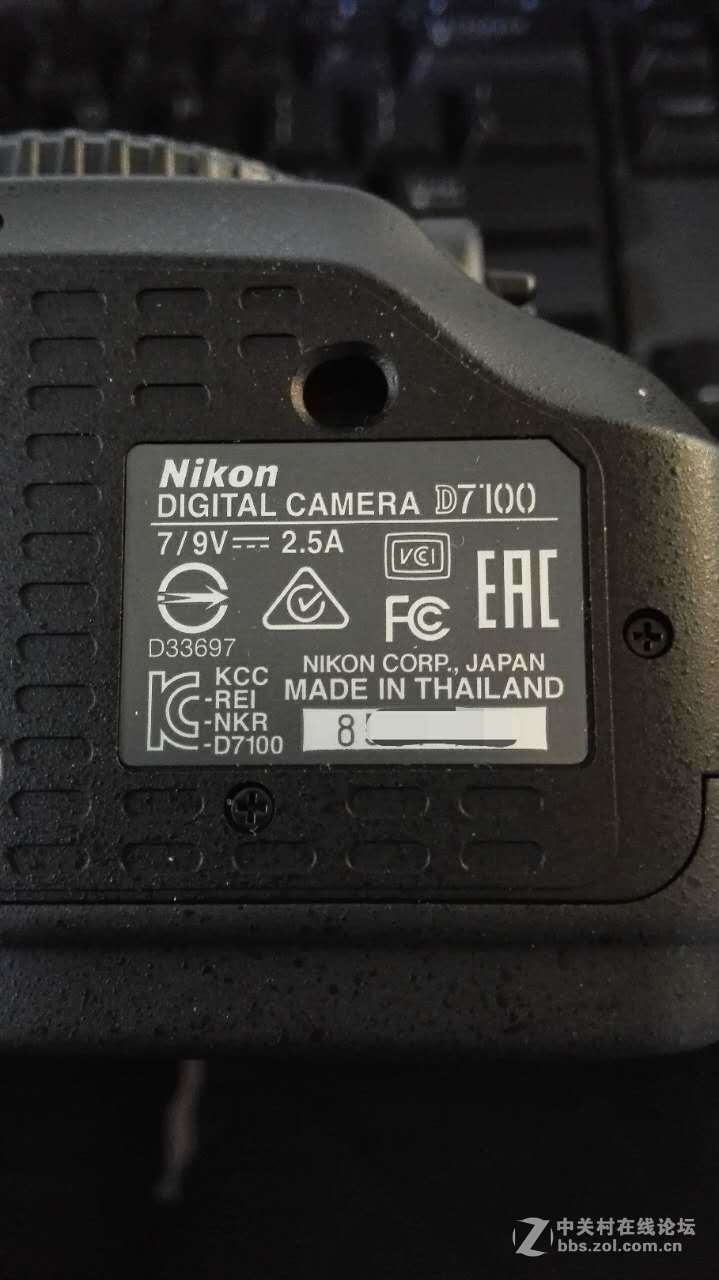 Nikon
DIGITAL CAMERA D7100
7/9V⎓ 2.5A
VCI
FC
EAC
D33697
KCC
-REI
-NKR
-D7100
NIKON CORP., JAPAN
MADE IN THAILAND
8
中关村在线论坛
bbs.zol.com.cn